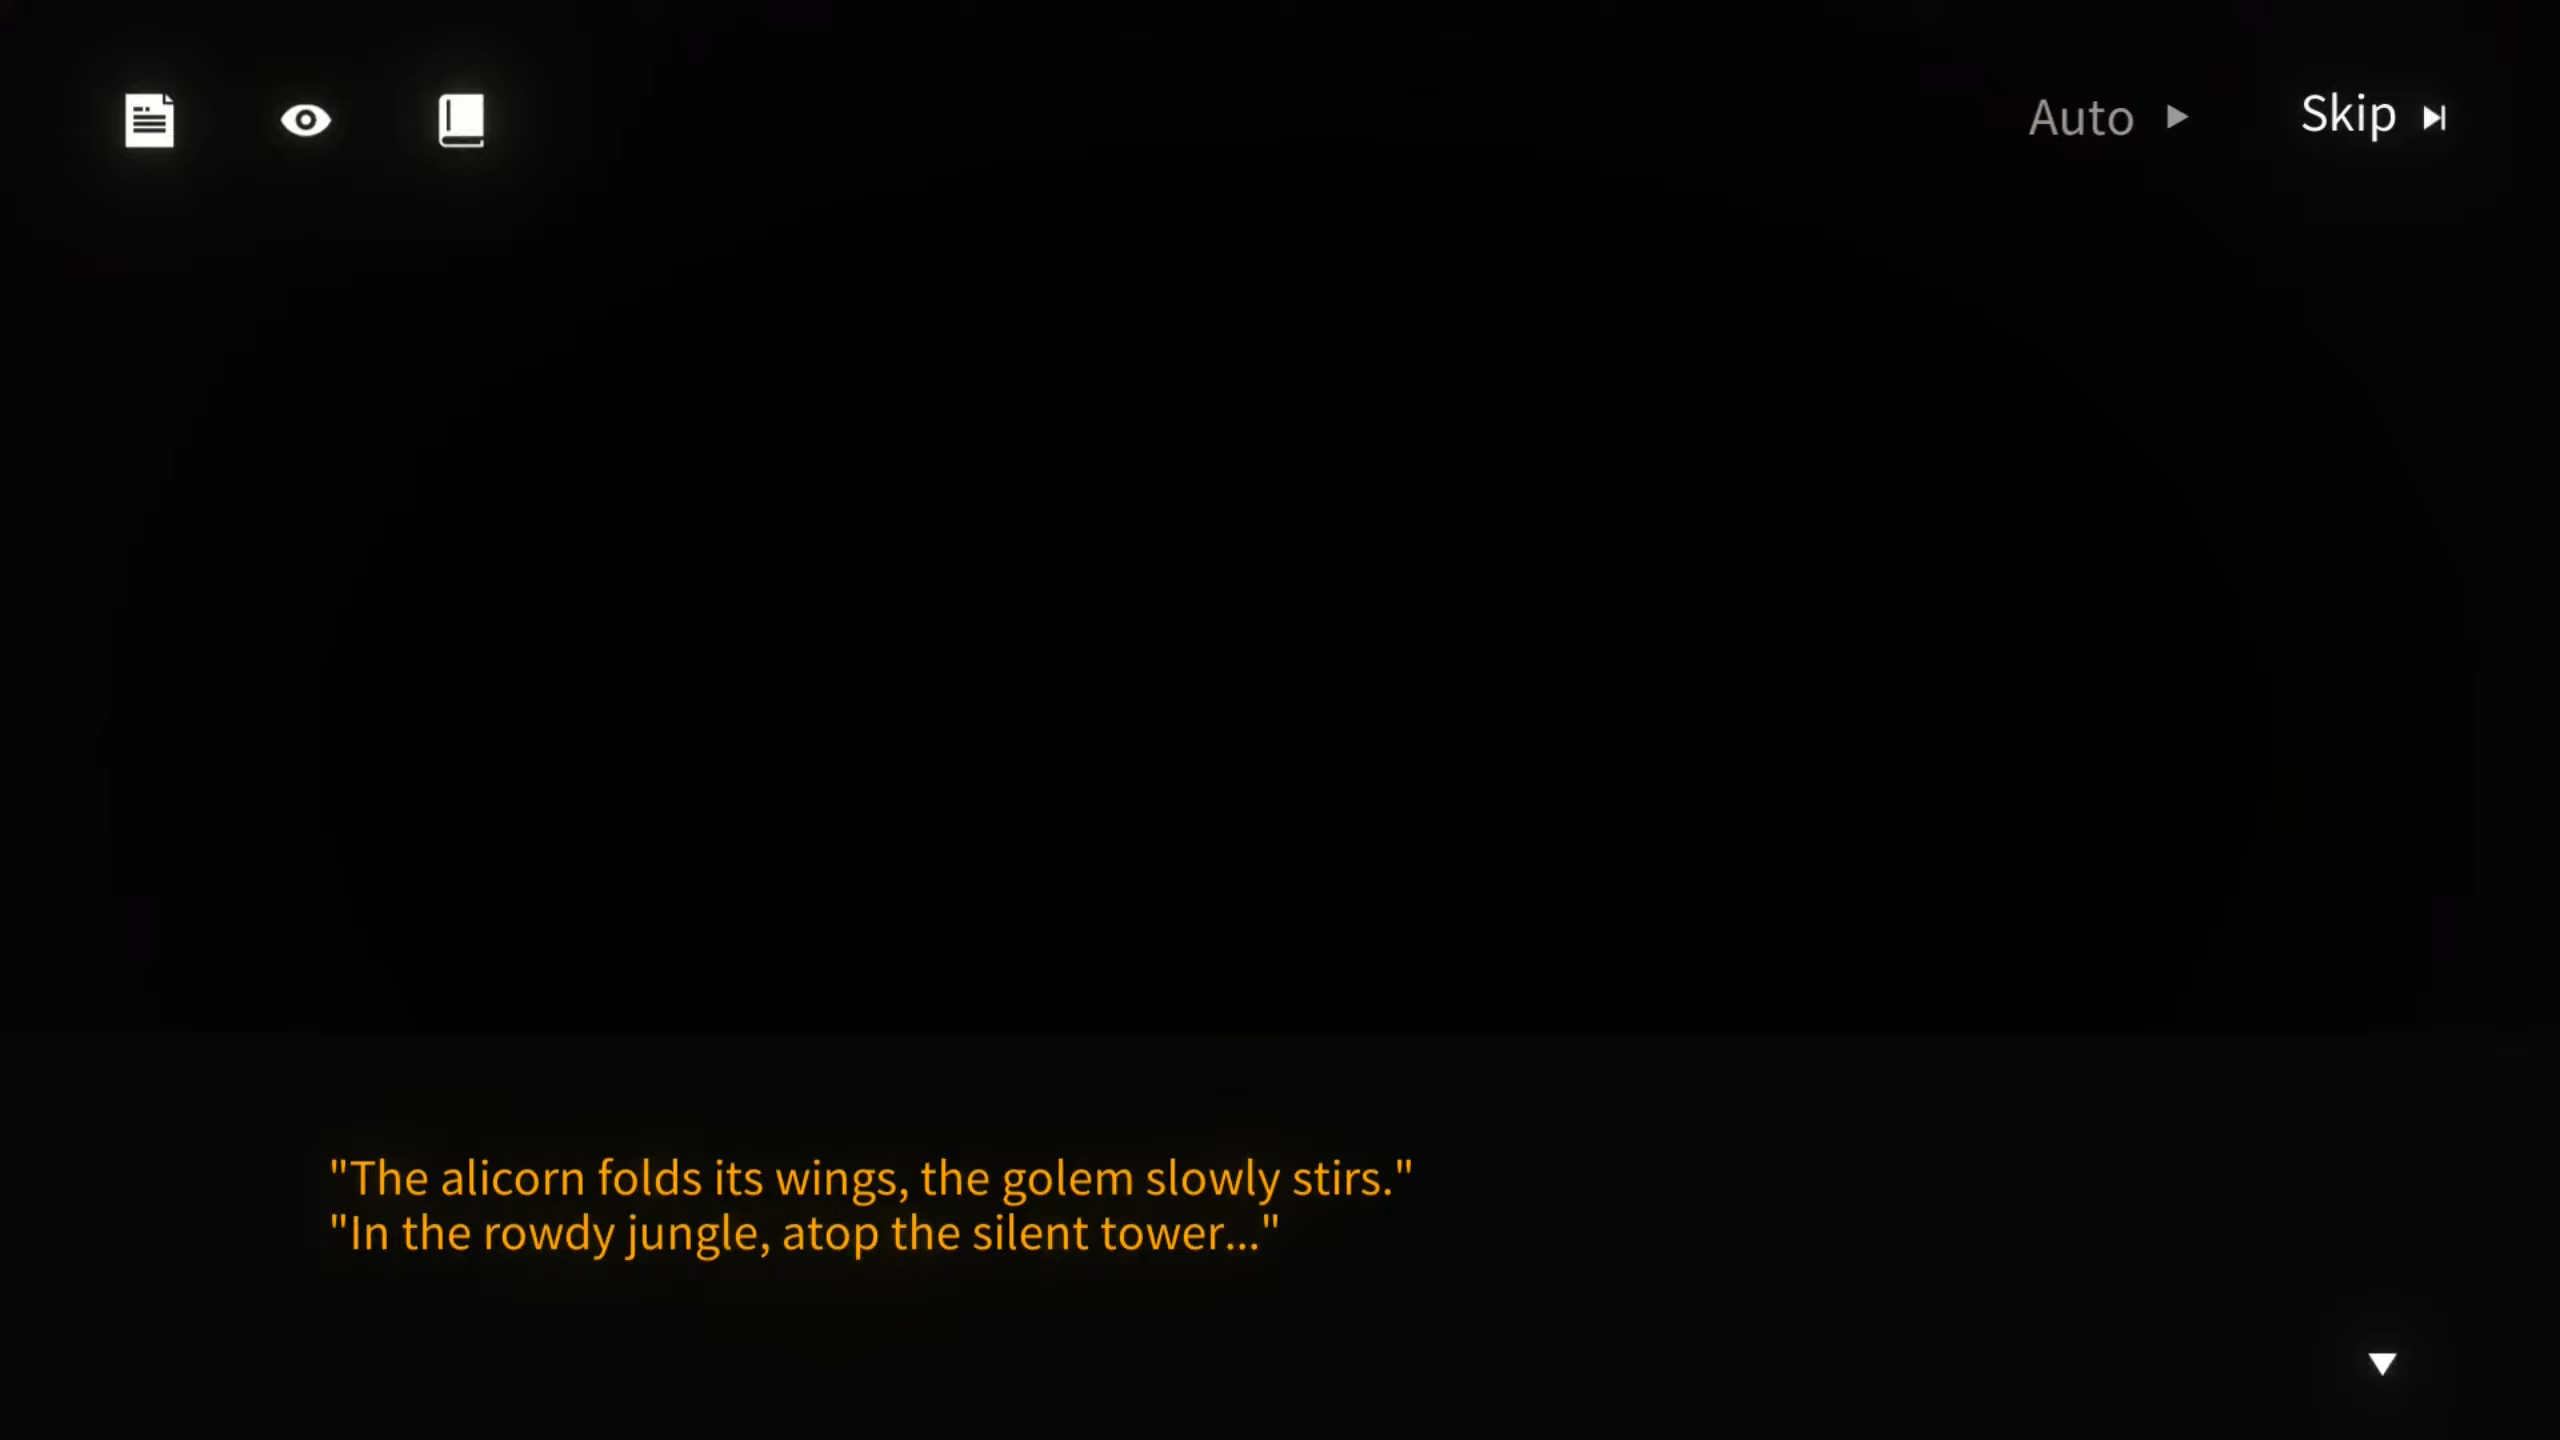 Auto
Skip
"The alicorn folds its wings, the golem slowly stirs."
"In the rowdy jungle, atop the silent tower..."